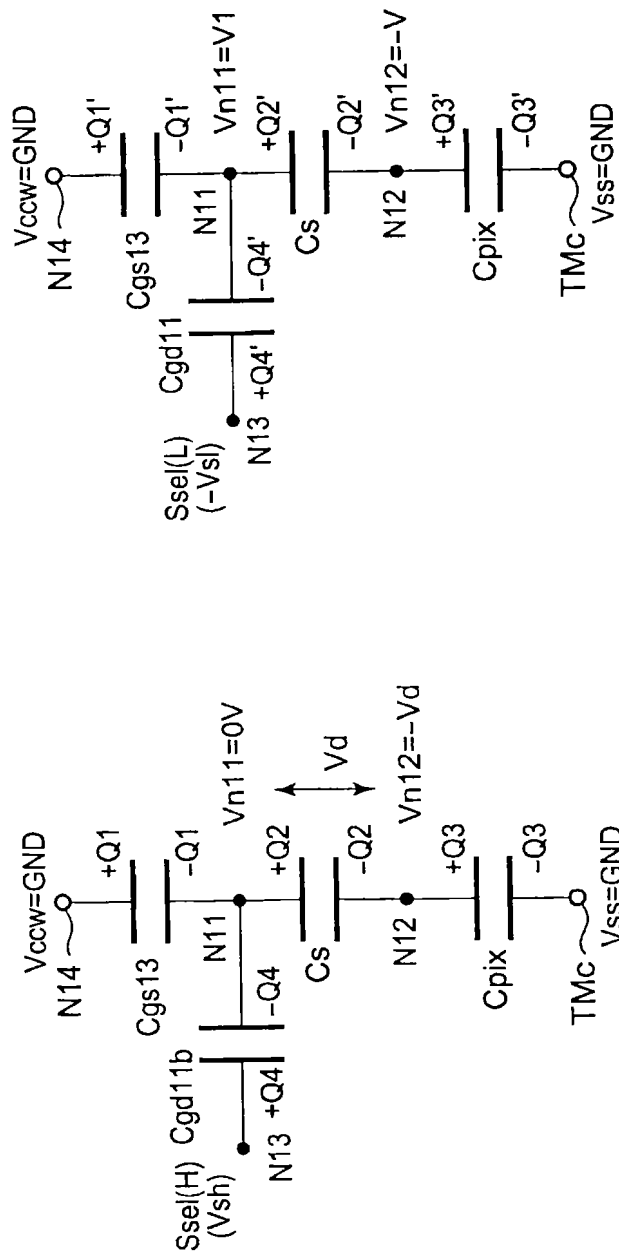 Vccw=GND
N14
+Q1
Cgs13
-Q1
Vn11=0V
N11
Ssel(H)
(Vsh)
Cgd11b
+Q4
-Q4
N13
+Q2
Cs
-Q2
Vd
N12
Vn12=-Vd
+Q3
Cpix
-Q3
TMc
Vss=GND
Vccw=GND
N14
+Q1'
Cgs13
-Q1'
Vn11=V1
N11
Ssel(L)
(-Vsl)
Cgd11
+Q4'
-Q4'
N13
+Q2'
Cs
-Q2'
N12
Vn12=-V
+Q3'
Cpix
-Q3'
TMc
Vss=GND